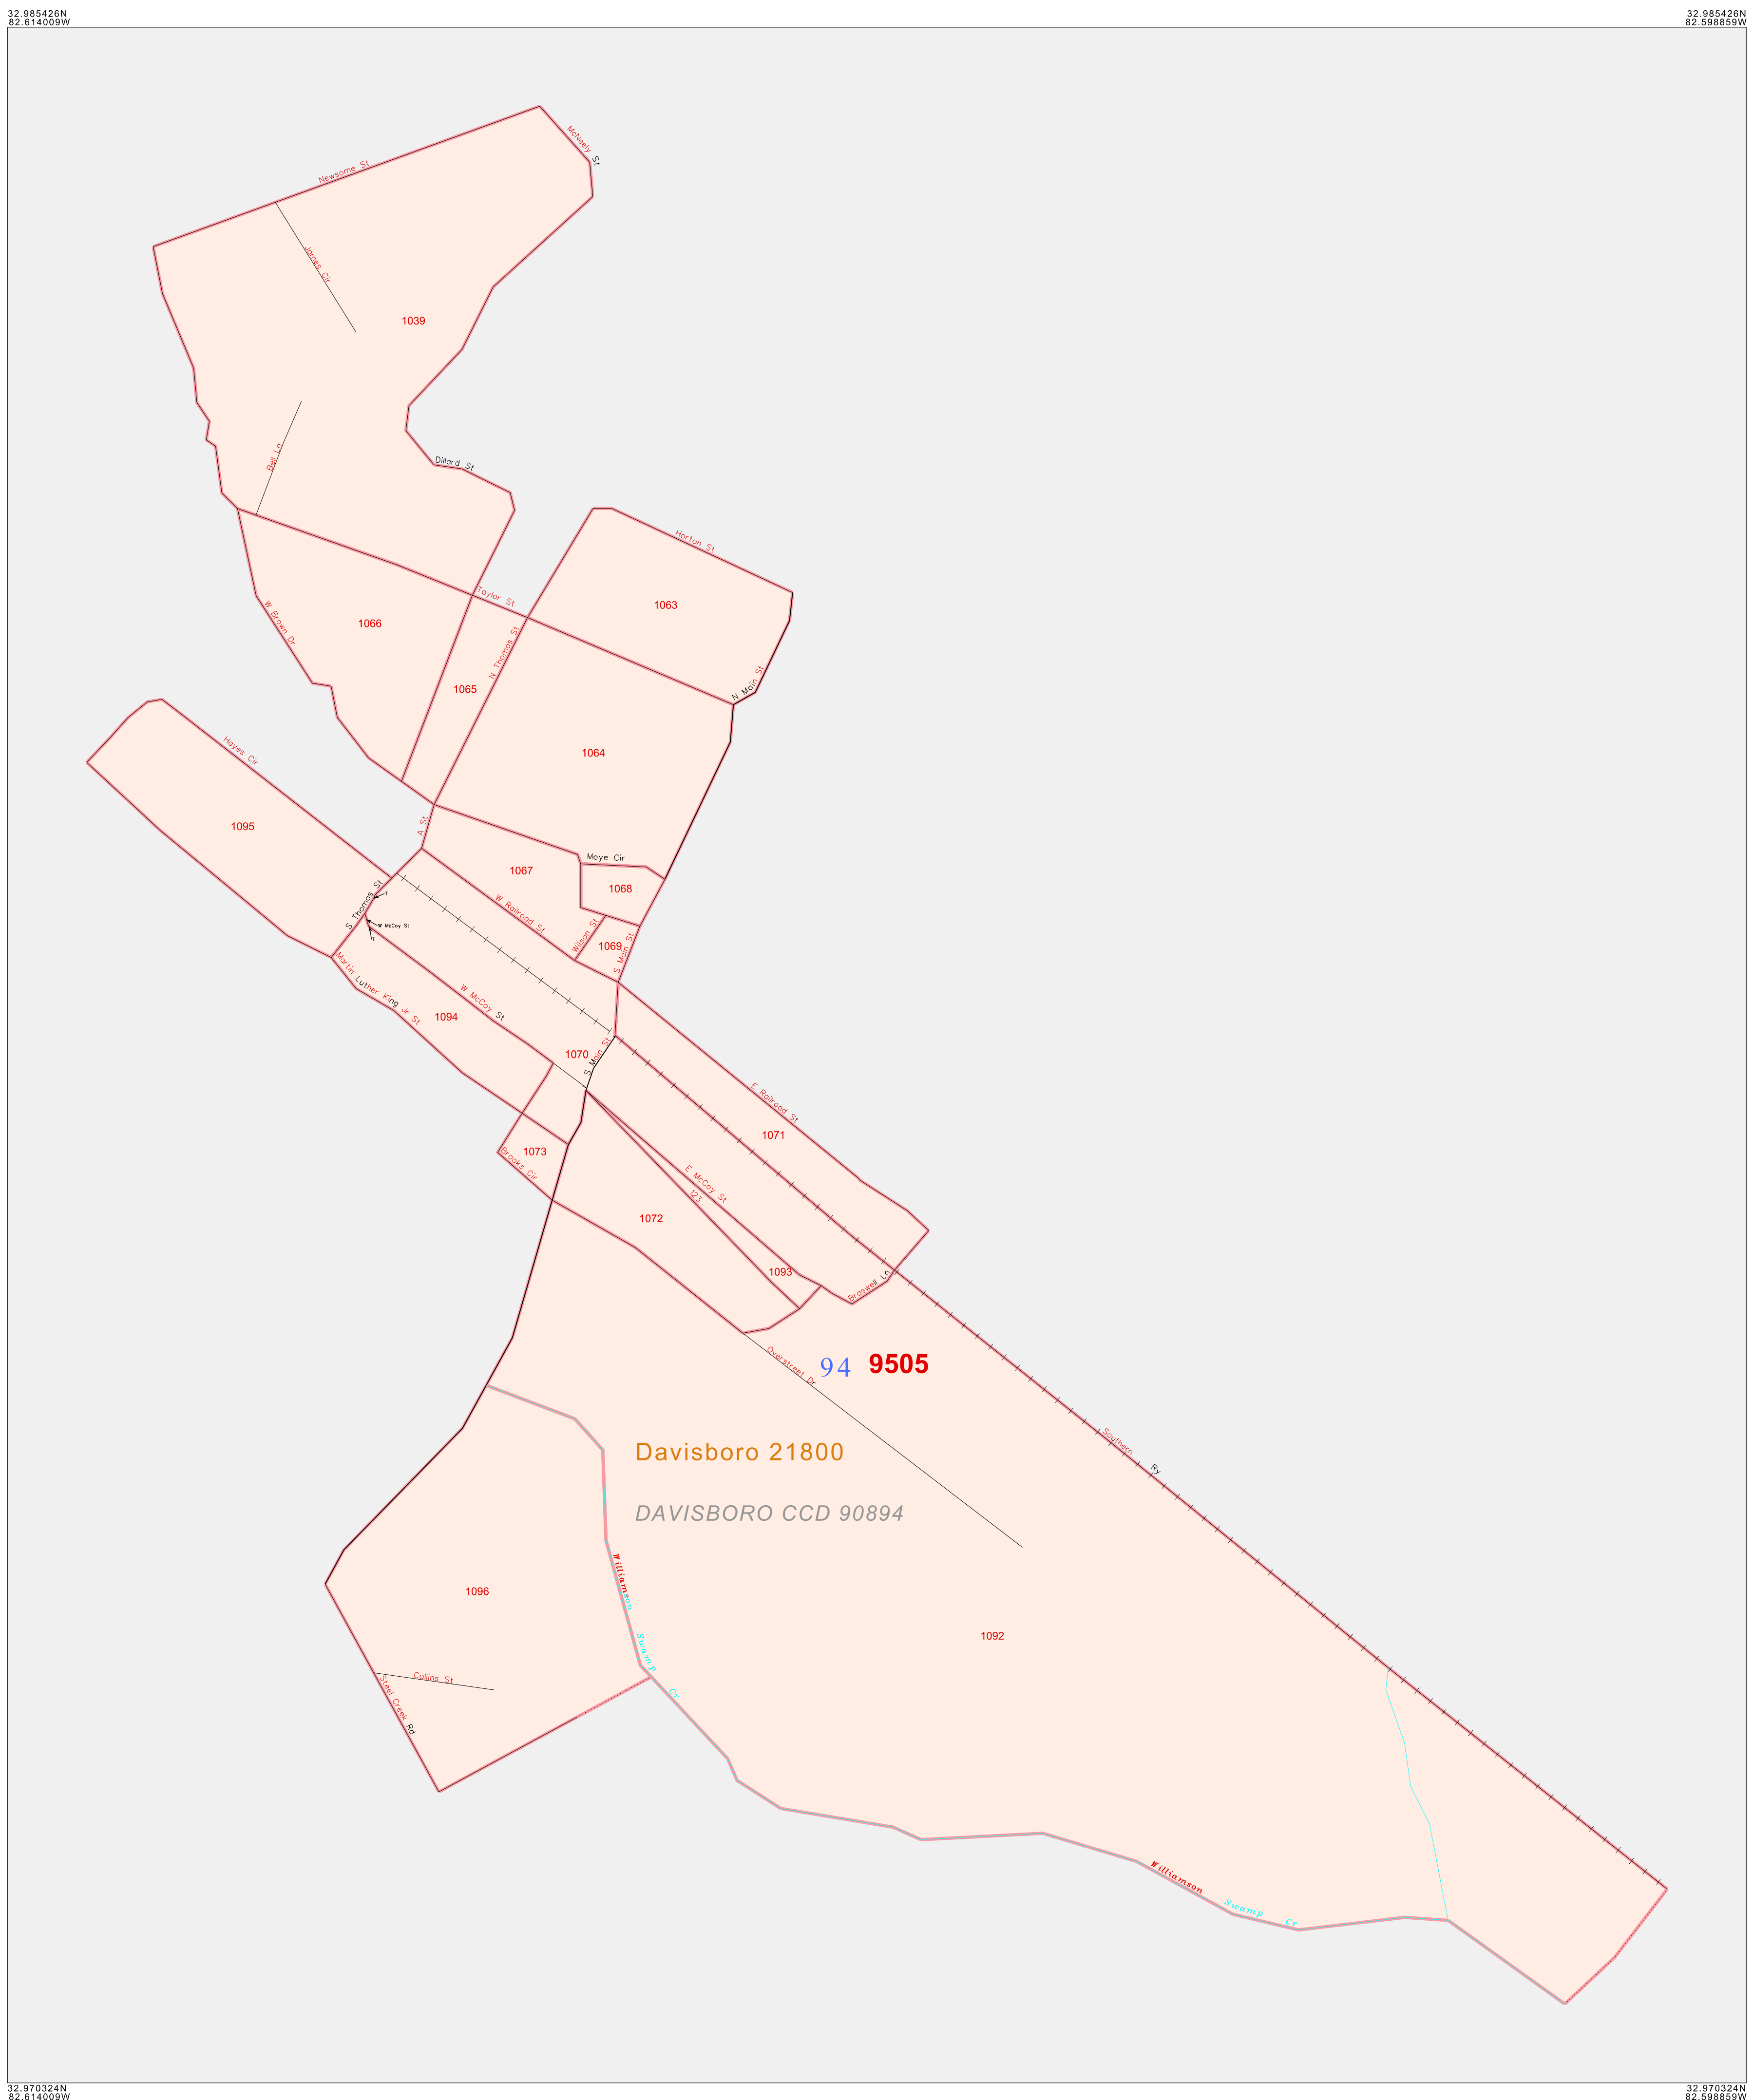 32.985426N
82.614009W
32.985426N
82.598859W
McNeely St
Newsome St
James Cir
1039
Bell Ln
Dillard St
Horton St
Taylor St
1063
W Brown Dr
1066
N Thomas St
1065
N Main St
Hayes Cir
1064
A St
1095
Moye Cir
1067
1068
S Thomas St
W Railroad St
1
W McCoy St
1
Wilson St
1069
S Main St
Martin Luther King Jr St
W McCoy St
1094
1070
S Main St
E Railroad St
1071
1073
Brooks Cir
E McCoy St
123
1072
1093
Braswell Ln
Overstreet Dr
94
9505
Southern Ry
Davisboro 21800
DAVISBORO CCD 90894
Williamson Swamp Cr
1096
1092
Collins St
Steel Creek Rd
Williamson Swamp Cr
32.970324N
82.614009W
32.970324N
82.598859W